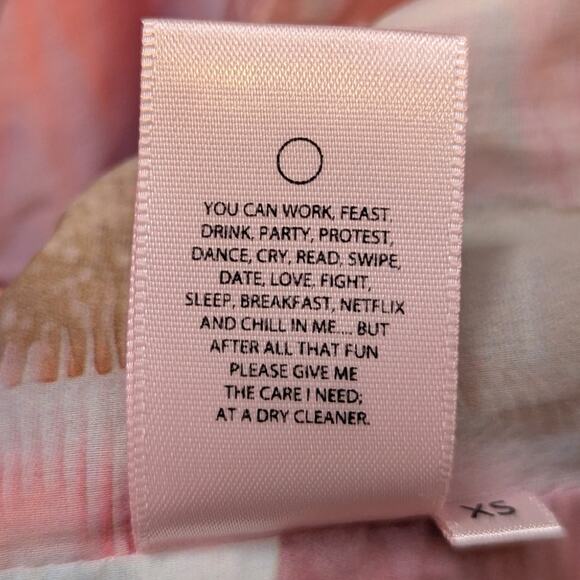 YOU CAN WORK, FEAST,
DRINK, PARTY, PROTEST,
DANCE, CRY, READ, SWIPE,
DATE, LOVE, FIGHT,
SLEEP, BREAKFAST, NETFLIX
AND CHILL IN ME.... BUT
AFTER ALL THAT FUN
PLEASE GIVE ME
THE CARE I NEED;
AT A DRY CLEANER.
XS